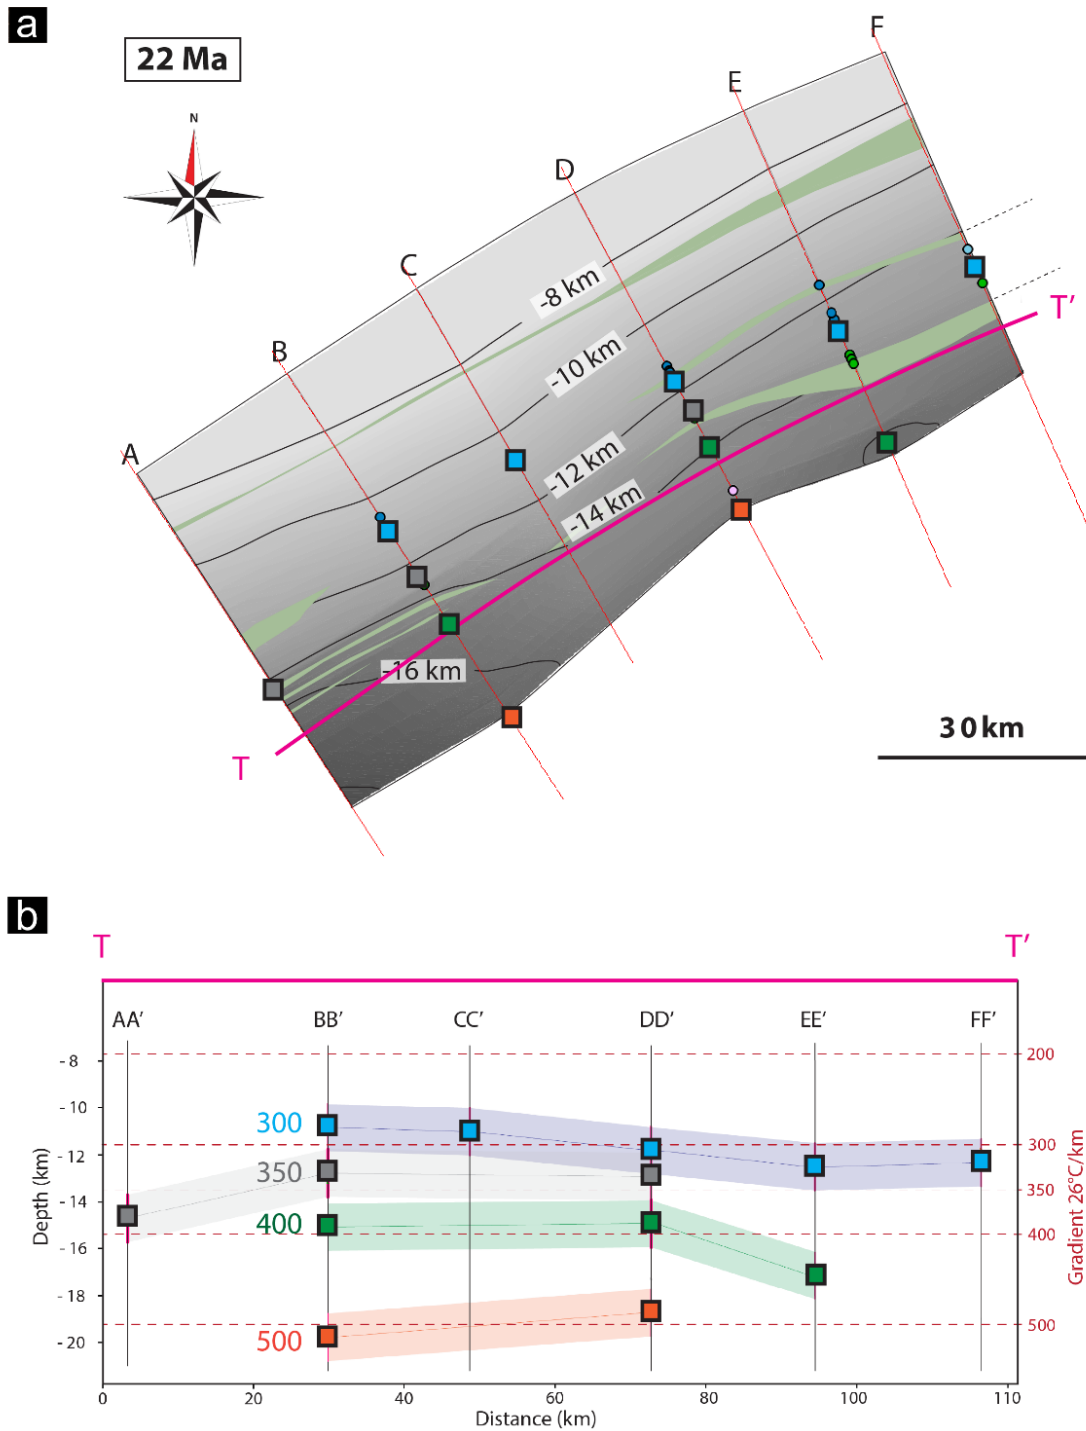 a
22 Ma
N
A
B
C
D
E
F
-8 km
-10 km
-12 km
-14 km
-16 km
T
T'
30 km
b
T
T'
AA'
BB'
CC'
DD'
EE'
FF'
- 8
- 10
- 12
- 14
- 16
- 18
- 20
Depth (km)
300
350
400
500
200
300
350
400
500
Gradient 26°C/km
0
20
40
60
80
100
110
Distance (km)